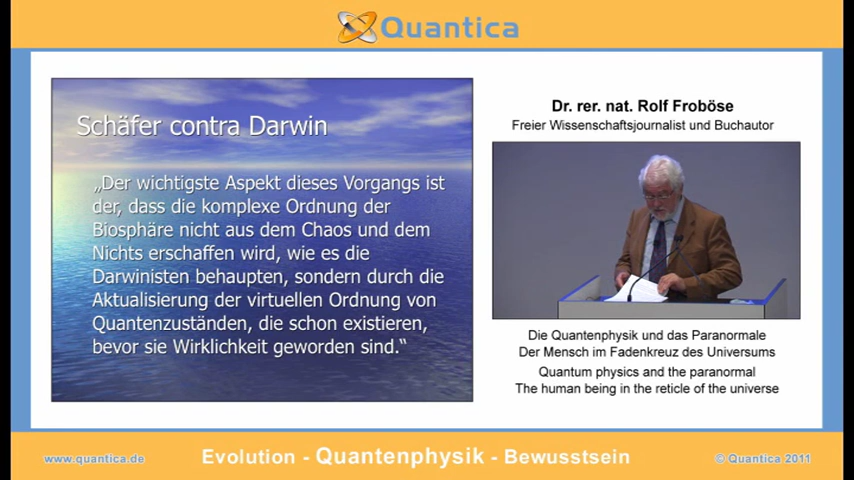 Quantica
Schäfer contra Darwin
„Der wichtigste Aspekt dieses Vorgangs ist
der, dass die komplexe Ordnung der
Biosphäre nicht aus dem Chaos und dem
Nichts erschaffen wird, wie es die
Darwinisten behaupten, sondern durch die
Aktualisierung der virtuellen Ordnung von
Quantenzuständen, die schon existieren,
bevor sie Wirklichkeit geworden sind.“
Dr. rer. nat. Rolf Froböse
Freier Wissenschaftsjournalist und Buchautor
Die Quantenphysik und das Paranormale
Der Mensch im Fadenkreuz des Universums
Quantum physics and the paranormal
The human being in the reticle of the universe
www.quantica.de
Evolution - Quantenphysik - Bewusstsein
© Quantica 2011